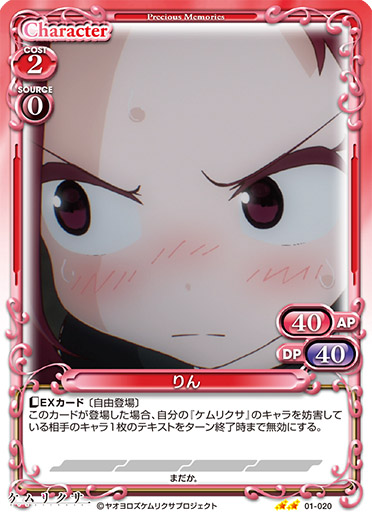 Precious Memories
Character
COST
2
SOURCE
0
40 AP
DP 40
りん
EXカード〔自由登場〕
このカードが登場した場合、自分の『ケムリクサ』のキャラを妨害して
いる相手のキャラ1枚のテキストをターン終了時まで無効にする。
まだか。
ケムリクサ
©ヤオヨロズケムリクサプロジェクト
01-020